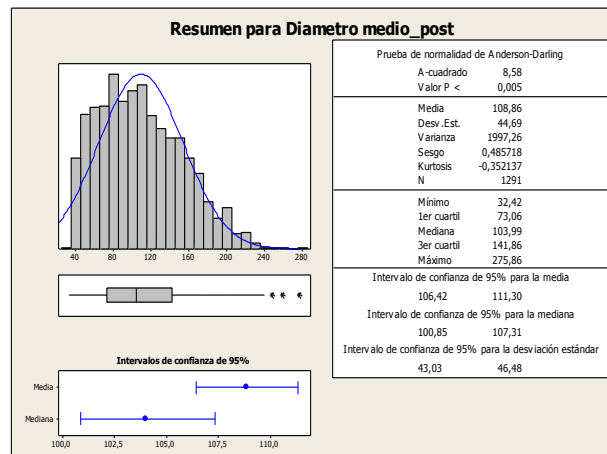 Resumen para Diametro medio_post
Prueba de normalidad de Anderson-Darling
A-cuadrado 8,58
Valor P < 0,005
Media 108,86
Desv.Est. 44,69
Varianza 1997,26
Sesgo 0,485718
Kurtosis -0,352137
N 1291
Mínimo 32,42
1er cuartil 73,06
Mediana 103,99
3er cuartil 141,86
Máximo 275,86
Intervalo de confianza de 95% para la media
106,42 111,30
Intervalo de confianza de 95% para la mediana
100,85 107,31
Intervalo de confianza de 95% para la desviación estándar
43,03 46,48
40 80 120 160 200 240 280
Intervalos de confianza de 95%
Media
Mediana
100,0 102,5 105,0 107,5 110,0